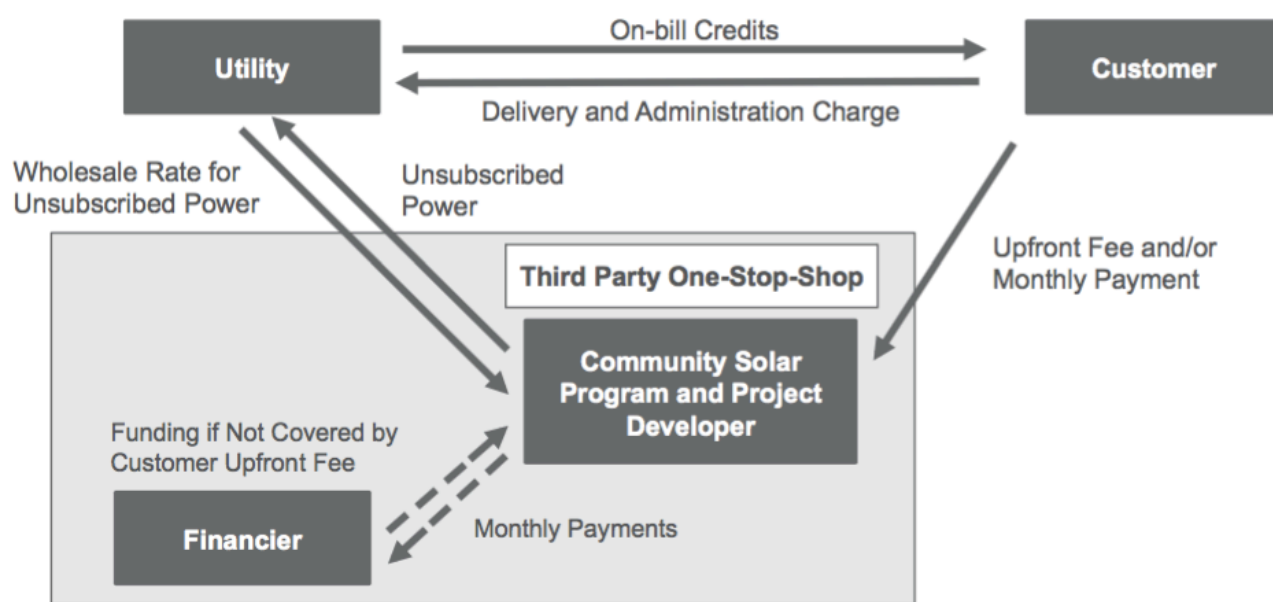 On-bill Credits
Utility
Customer
Delivery and Administration Charge
Wholesale Rate for
Unsubscribed Power
Unsubscribed
Power
Third Party One-Stop-Shop
Upfront Fee and/or
Monthly Payment
Community Solar
Program and Project
Developer
Funding if Not Covered by
Customer Upfront Fee
Financier
Monthly Payments